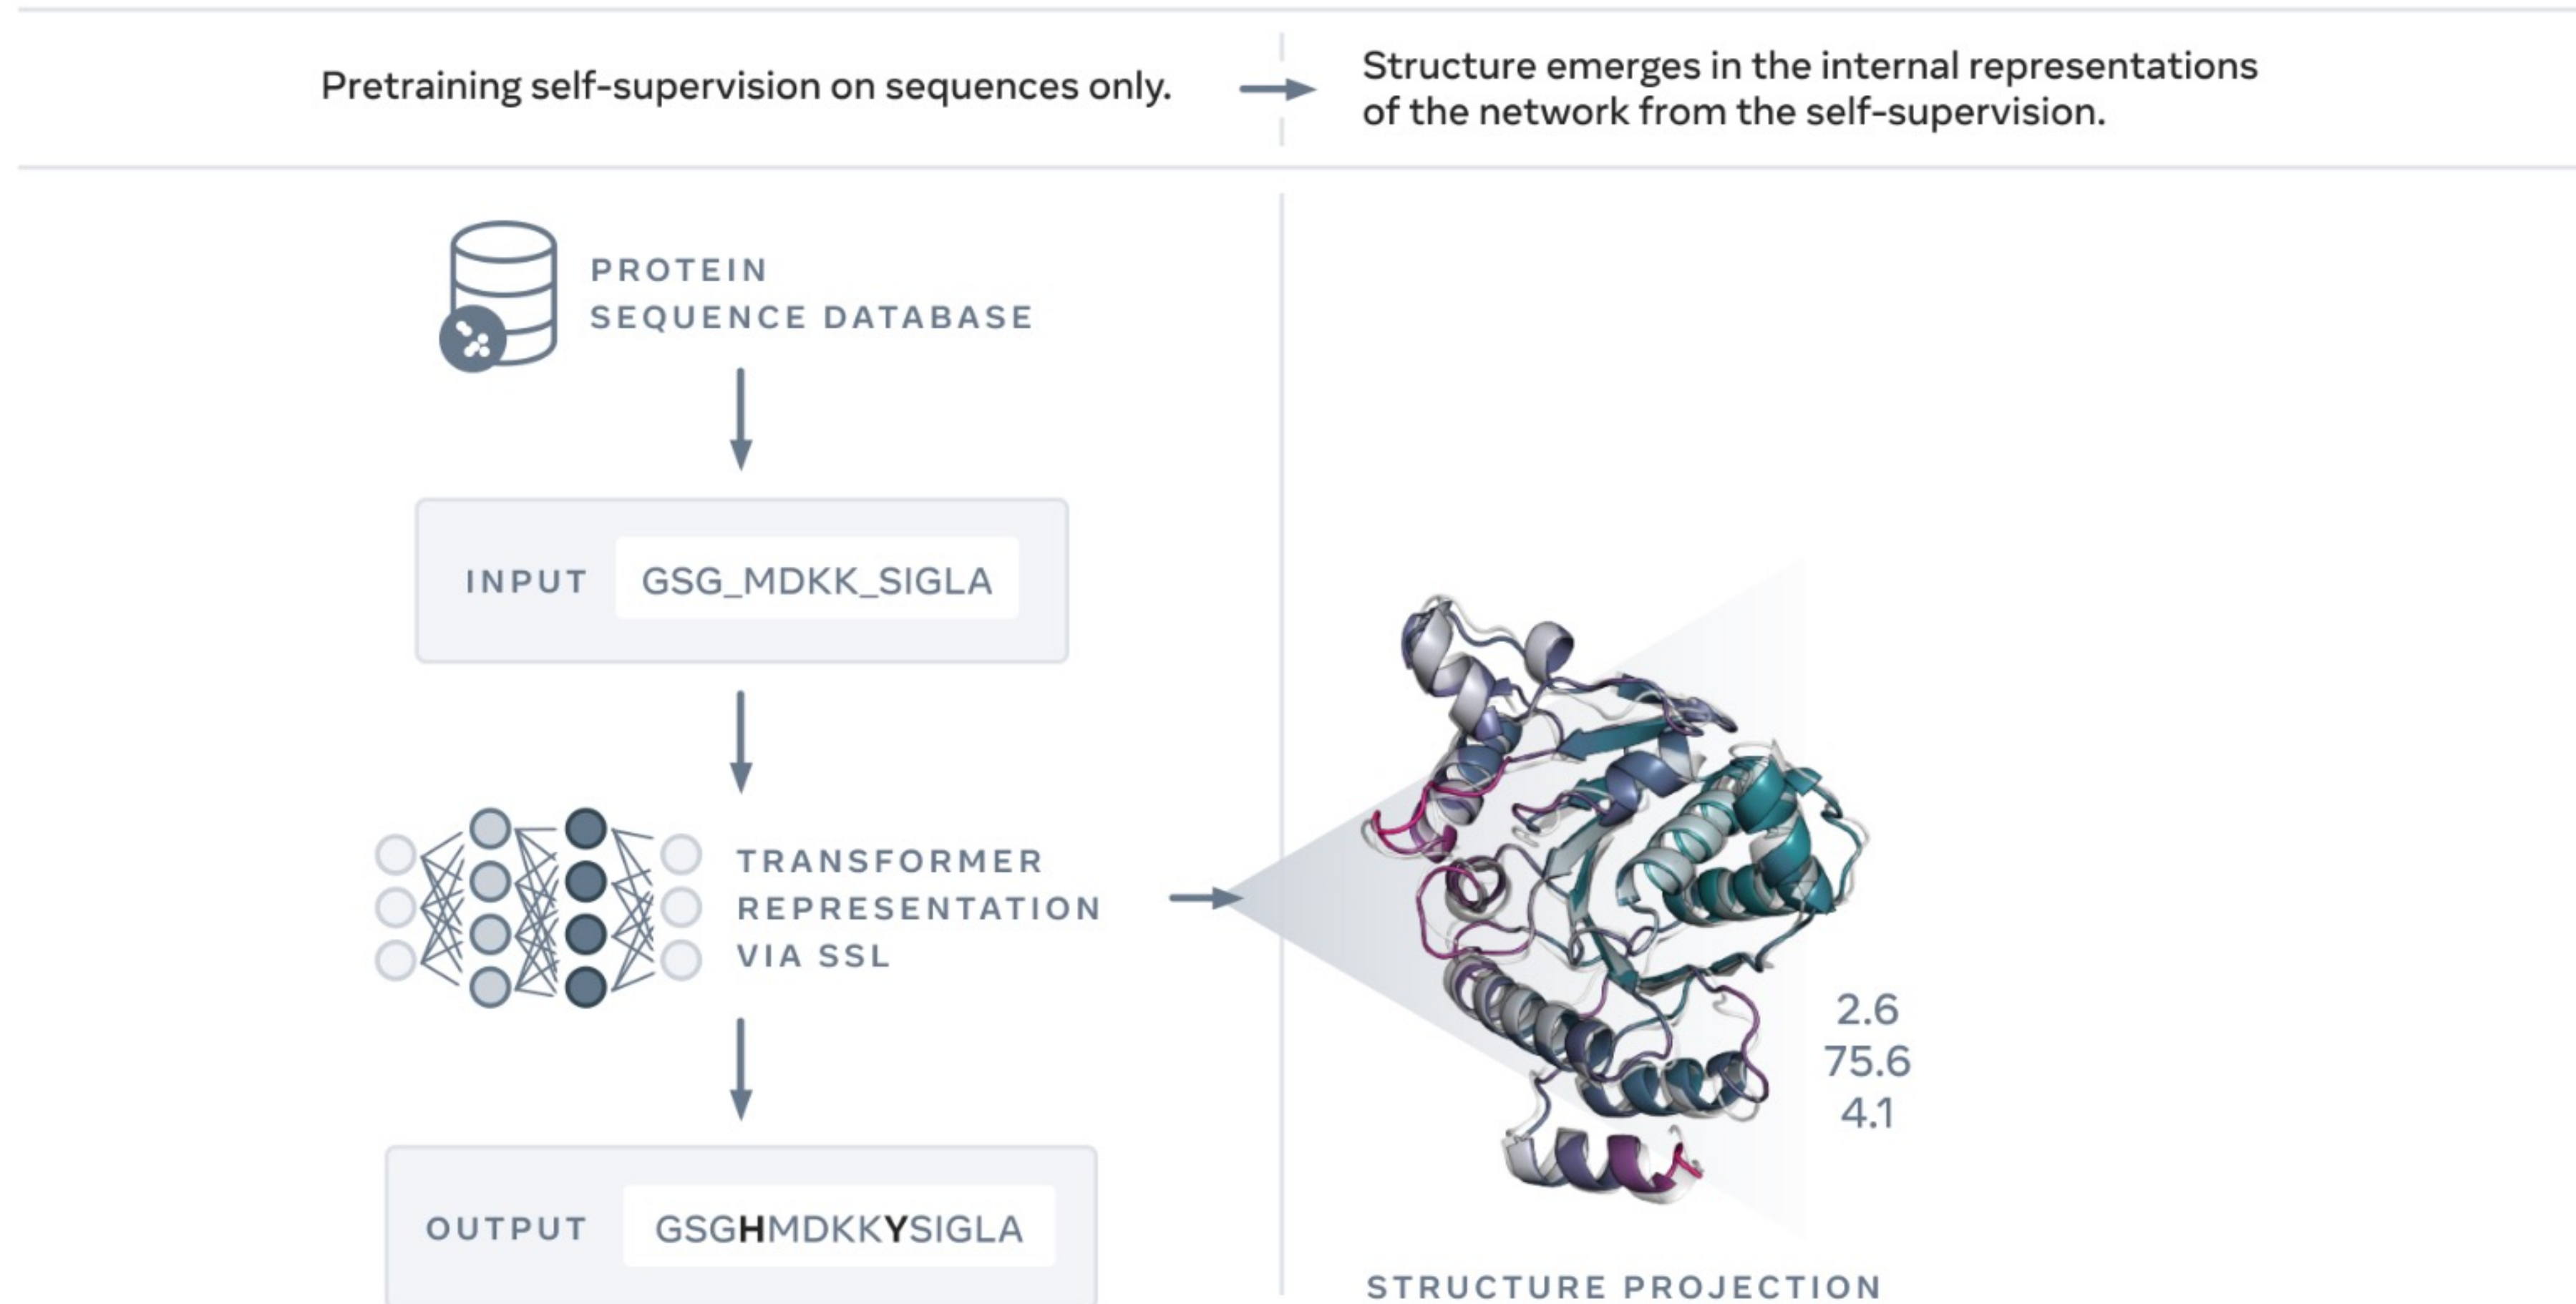 Pretraining self-supervision on sequences only.
Structure emerges in the internal representations
of the network from the self-supervision.
PROTEIN
SEQUENCE DATABASE
INPUT GSG_MDKK_SIGLA
TRANSFORMER
REPRESENTATION
VIA SSL
OUTPUT GSGHMDKKYSIGLA
2.6
75.6
4.1
STRUCTURE PROJECTION